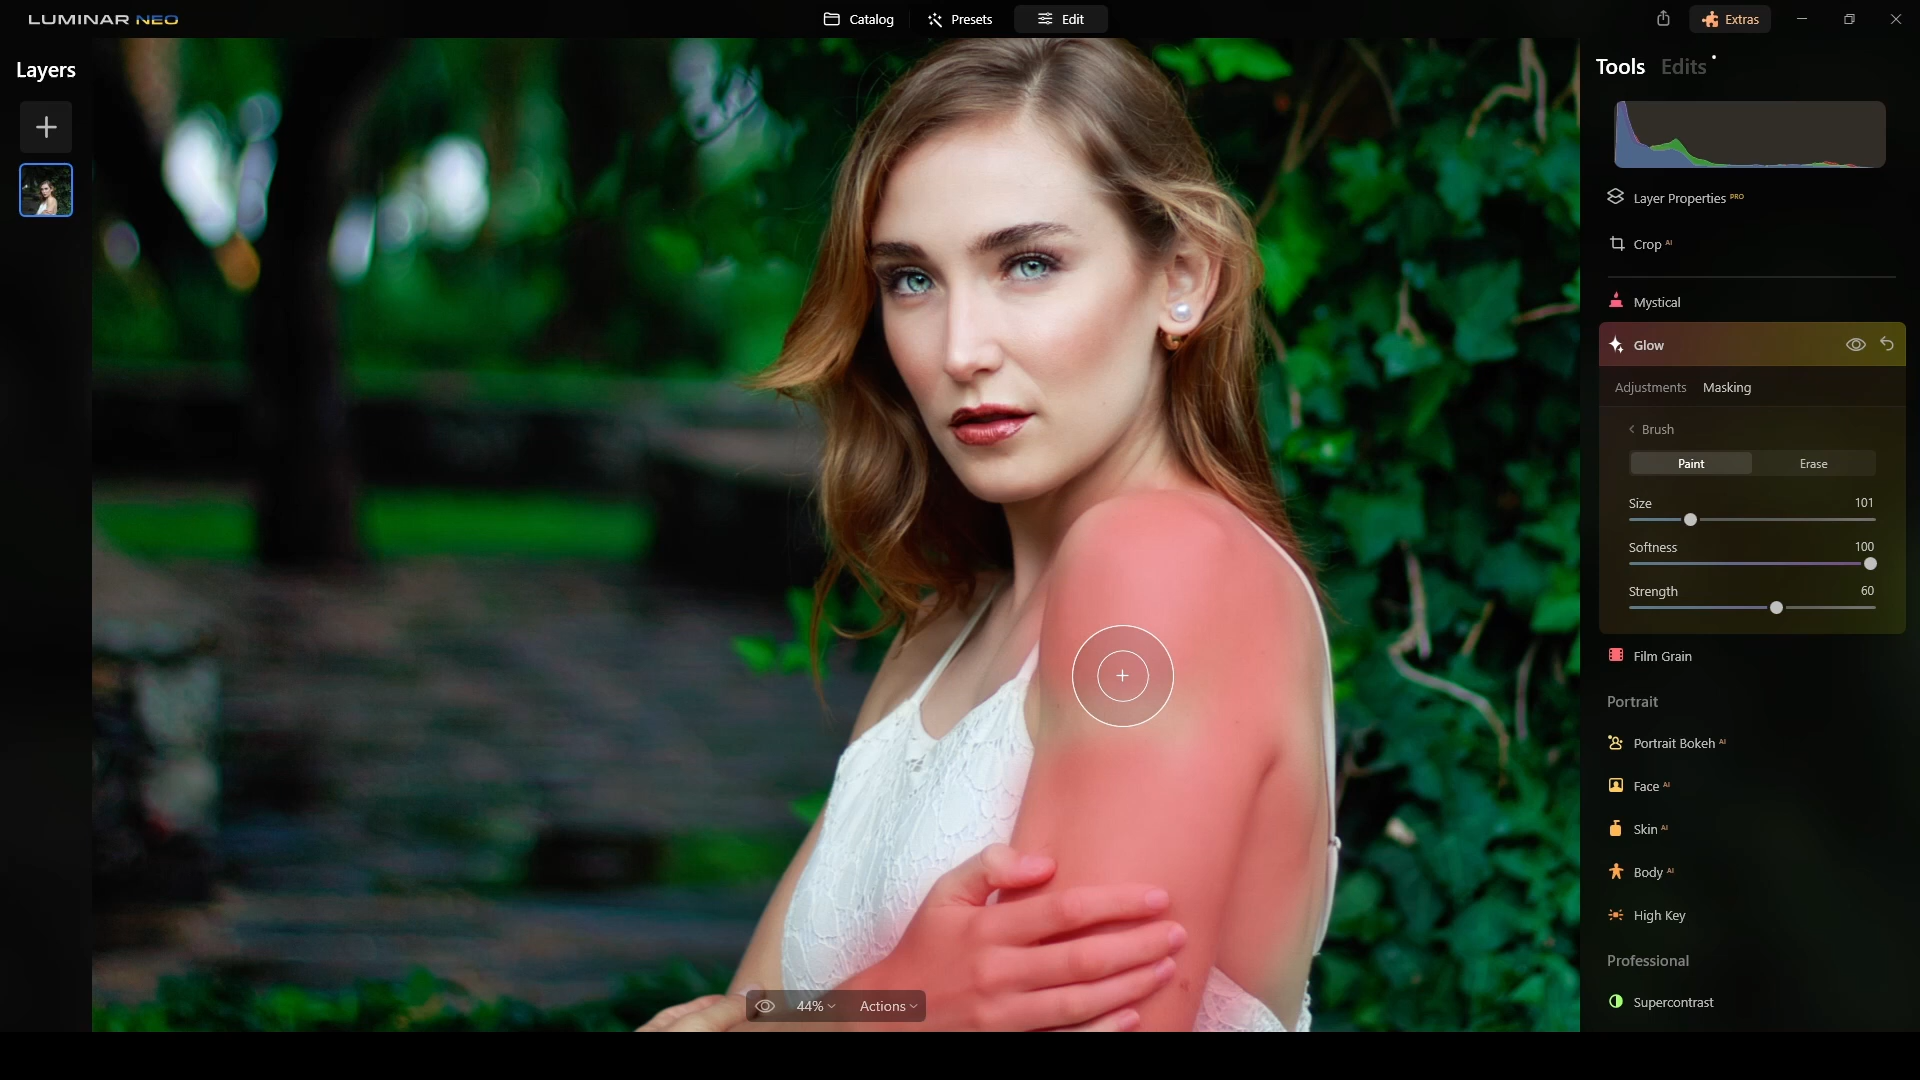 LUMINAR NEO
Catalog
Presets
Edit
Extras
Layers
Tools Edits
Layer Properties PRO
Crop AI
Mystical
Glow
Adjustments Masking
Brush
Paint Erase
Size 101
Softness 100
Strength 60
Film Grain
Portrait
Portrait Bokeh AI
Face AI
Skin AI
Body AI
High Key
Professional
Supercontrast
44% Actions